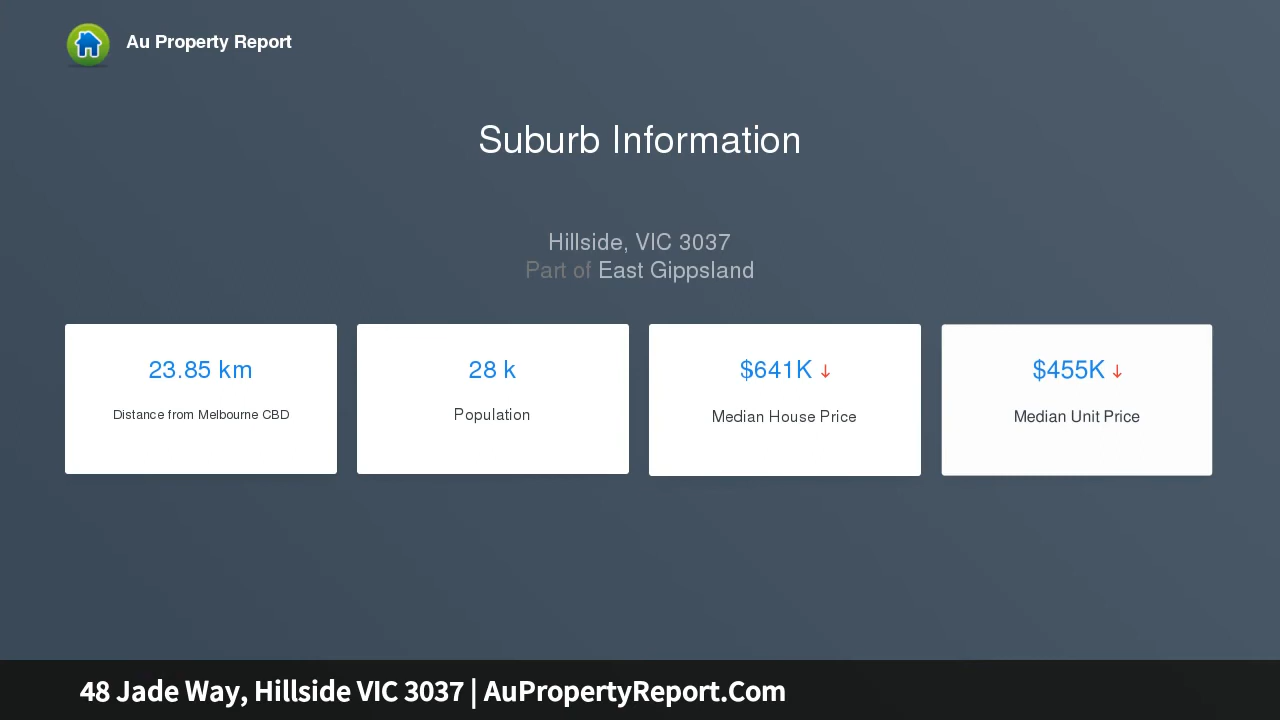 Au Property Report
Suburb Information
Hillside, VIC 3037
Part of East Gippsland
23.85 km
Distance from Melbourne CBD
28 k
Population
$641K ↓
Median House Price
$455K ↓
Median Unit Price
48 Jade Way, Hillside VIC 3037 | AuPropertyReport.Com